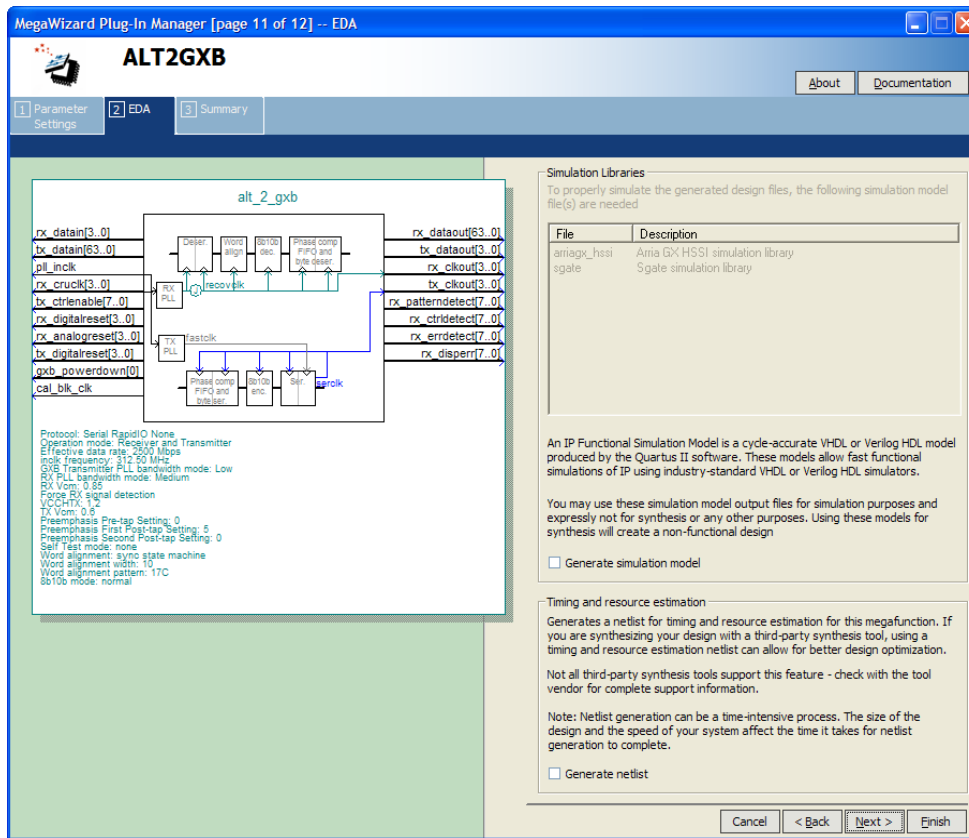 MegaWizard Plug-In Manager [page 11 of 12] -- EDA
ALT2GXB
About
Documentation
1 Parameter Settings
2 EDA
3 Summary
alt_2_gxb
rx_datain[3..0]
tx_datain[63..0]
pll_inclk
rx_cruclk[3..0]
tx_ctrlenable[7..0]
rx_digitalreset[3..0]
rx_analogreset[3..0]
tx_digitalreset[3..0]
gxb_powerdown[0]
cal_blk_clk
Deser.
Word align
8b10b dec.
Phase comp FIFO and byte deser.
RX PLL
recovclk
TX PLL
fastclk
Phase comp FIFO and byte ser.
8b10b enc.
Ser.
serclk
rx_dataout[63..0]
tx_dataout[3..0]
rx_clkout[3..0]
tx_clkout[3..0]
rx_patterndetect[7..0]
rx_ctrldetect[7..0]
rx_errdetect[7..0]
rx_disperr[7..0]
Protocol: Serial RapidIO None
Operation mode: Receiver and Transmitter
Effective data rate: 2500 Mbps
inclk frequency: 312.50 MHz
GXB Transmitter PLL bandwidth mode: Low
RX PLL bandwidth mode: Medium
RX Vcm: 0.85
Force RX signal detection
VCCHTX: 1.2
TX Vcm: 0.6
Preemphasis Pre-tap Setting: 0
Preemphasis First Post-tap Setting: 5
Preemphasis Second Post-tap Setting: 0
Self Test mode: none
Word alignment: sync state machine
Word alignment width: 10
Word alignment pattern: 17C
8b10b mode: normal
Simulation Libraries
To properly simulate the generated design files, the following simulation model
file(s) are needed
File Description
arriagx_hssi Arria GX HSSI simulation library
sgate Sgate simulation library
An IP Functional Simulation Model is a cycle-accurate VHDL or Verilog HDL model
produced by the Quartus II software. These models allow fast functional
simulations of IP using industry-standard VHDL or Verilog HDL simulators.
You may use these simulation model output files for simulation purposes and
expressly not for synthesis or any other purposes. Using these models for
synthesis will create a non-functional design
Generate simulation model
Timing and resource estimation
Generates a netlist for timing and resource estimation for this megafunction. If
you are synthesizing your design with a third-party synthesis tool, using a
timing and resource estimation netlist can allow for better design optimization.
Not all third-party synthesis tools support this feature - check with the tool
vendor for complete support information.
Note: Netlist generation can be a time-intensive process. The size of the
design and the speed of your system affect the time it takes for netlist
generation to complete.
Generate netlist
Cancel
< Back
Next >
Finish